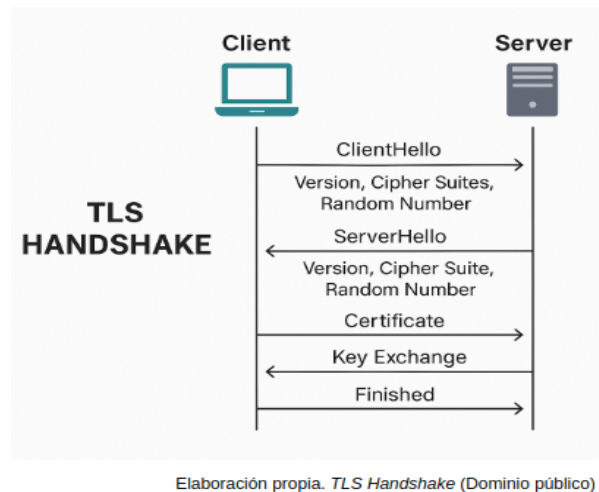 Client
Server
ClientHello
Version, Cipher Suites,
Random Number
TLS
HANDSHAKE
ServerHello
Version, Cipher Suite,
Random Number
Certificate
Key Exchange
Finished
Elaboración propia. TLS Handshake (Dominio público)